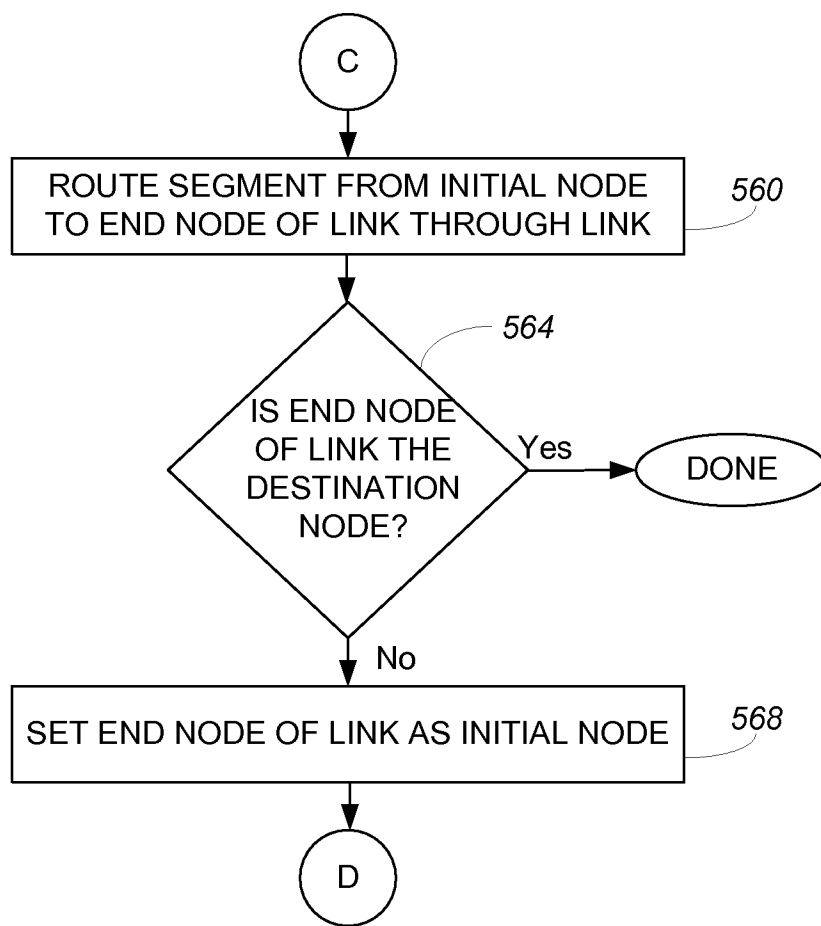 C
ROUTE SEGMENT FROM INITIAL NODE
TO END NODE OF LINK THROUGH LINK
560
564
IS END NODE
OF LINK THE
DESTINATION
NODE?
Yes
DONE
No
SET END NODE OF LINK AS INITIAL NODE
568
D